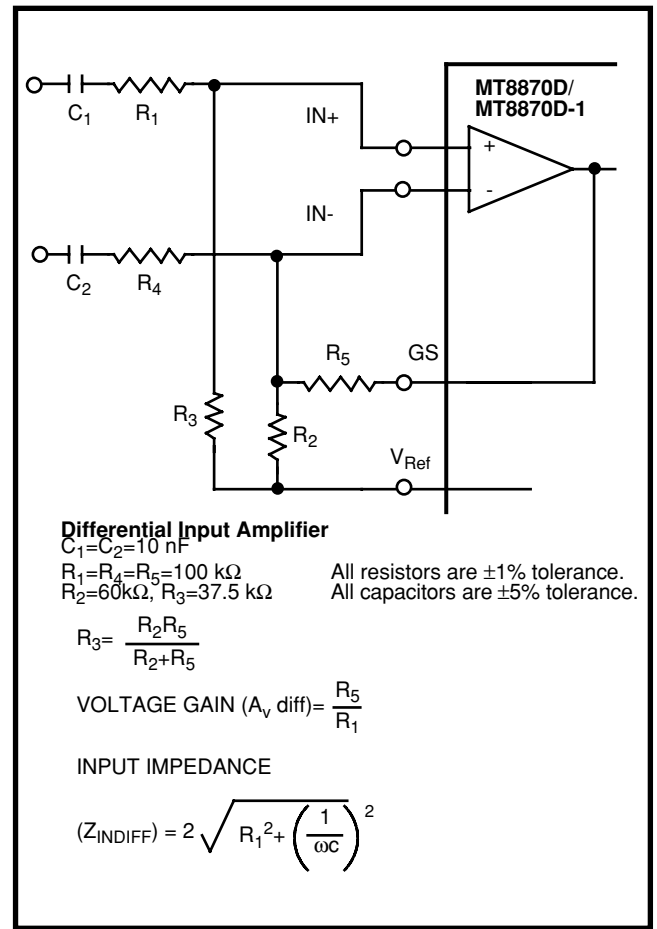 MT8870D/
MT8870D-1
C1 R1
IN+
+
-
IN-
C2 R4
R5 GS
R3
R2
VRef
Differential Input Amplifier
C1=C2=10 nF
R1=R4=R5=100 kΩ All resistors are ±1% tolerance.
R2=60kΩ, R3=37.5 kΩ All capacitors are ±5% tolerance.
R3= R2R5
R2+R5
VOLTAGE GAIN (Av diff)= R5
R1
INPUT IMPEDANCE
(ZINDIFF) = 2 √ R1²+ (1/ωc)²